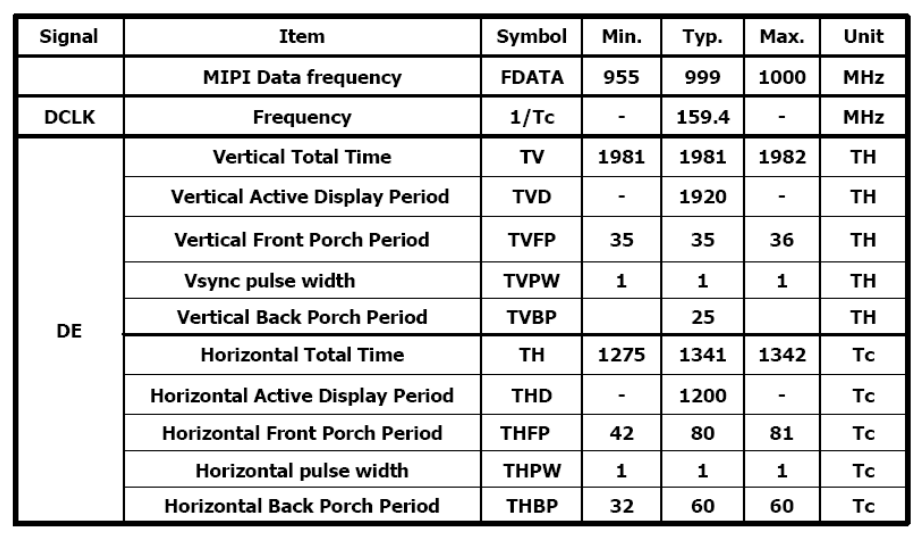 Signal Item Symbol Min. Typ. Max. Unit
MIPI Data frequency FDATA 955 999 1000 MHz
DCLK Frequency 1/Tc - 159.4 - MHz
DE
Vertical Total Time TV 1981 1981 1982 TH
Vertical Active Display Period TVD - 1920 - TH
Vertical Front Porch Period TVFP 35 35 36 TH
Vsync pulse width TVPW 1 1 1 TH
Vertical Back Porch Period TVBP 25 TH
Horizontal Total Time TH 1275 1341 1342 Tc
Horizontal Active Display Period THD - 1200 - Tc
Horizontal Front Porch Period THFP 42 80 81 Tc
Horizontal pulse width THPW 1 1 1 Tc
Horizontal Back Porch Period THBP 32 60 60 Tc